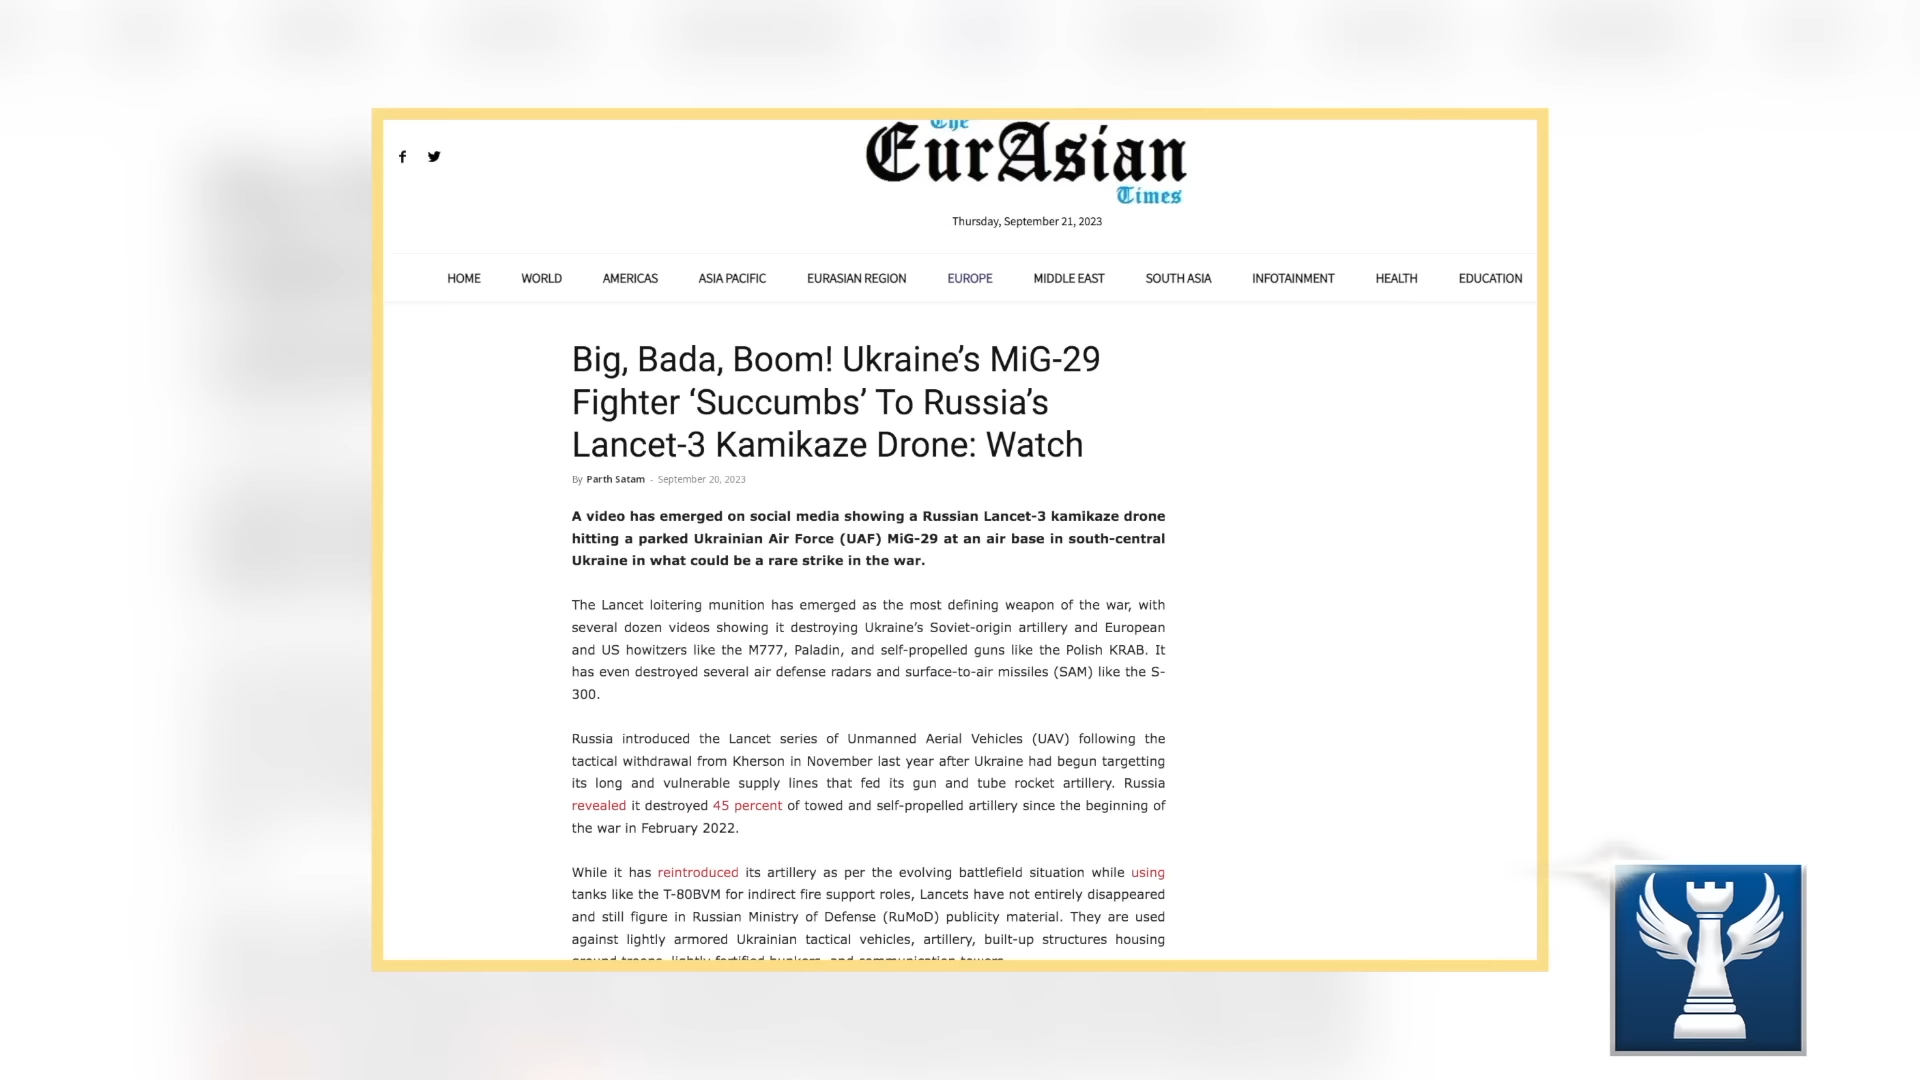 The
EurAsian
Times
Thursday, September 21, 2023
HOME WORLD AMERICAS ASIA PACIFIC EURASIAN REGION EUROPE MIDDLE EAST SOUTH ASIA INFOTAINMENT HEALTH EDUCATION
Big, Bada, Boom! Ukraine’s MiG-29
Fighter ‘Succumbs’ To Russia’s
Lancet-3 Kamikaze Drone: Watch
By Parth Satam - September 20, 2023
A video has emerged on social media showing a Russian Lancet-3 kamikaze drone
hitting a parked Ukrainian Air Force (UAF) MiG-29 at an air base in south-central
Ukraine in what could be a rare strike in the war.
The Lancet loitering munition has emerged as the most defining weapon of the war, with
several dozen videos showing it destroying Ukraine’s Soviet-origin artillery and European
and US howitzers like the M777, Paladin, and self-propelled guns like the Polish KRAB. It
has even destroyed several air defense radars and surface-to-air missiles (SAM) like the S-
300.
Russia introduced the Lancet series of Unmanned Aerial Vehicles (UAV) following the
tactical withdrawal from Kherson in November last year after Ukraine had begun targetting
its long and vulnerable supply lines that fed its gun and tube rocket artillery. Russia
revealed it destroyed 45 percent of towed and self-propelled artillery since the beginning of
the war in February 2022.
While it has reintroduced its artillery as per the evolving battlefield situation while using
tanks like the T-80BVM for indirect fire support roles, Lancets have not entirely disappeared
and still figure in Russian Ministry of Defense (RuMoD) publicity material. They are used
against lightly armored Ukrainian tactical vehicles, artillery, built-up structures housing
ground troops, lightly fortified bunkers, and communication towers.